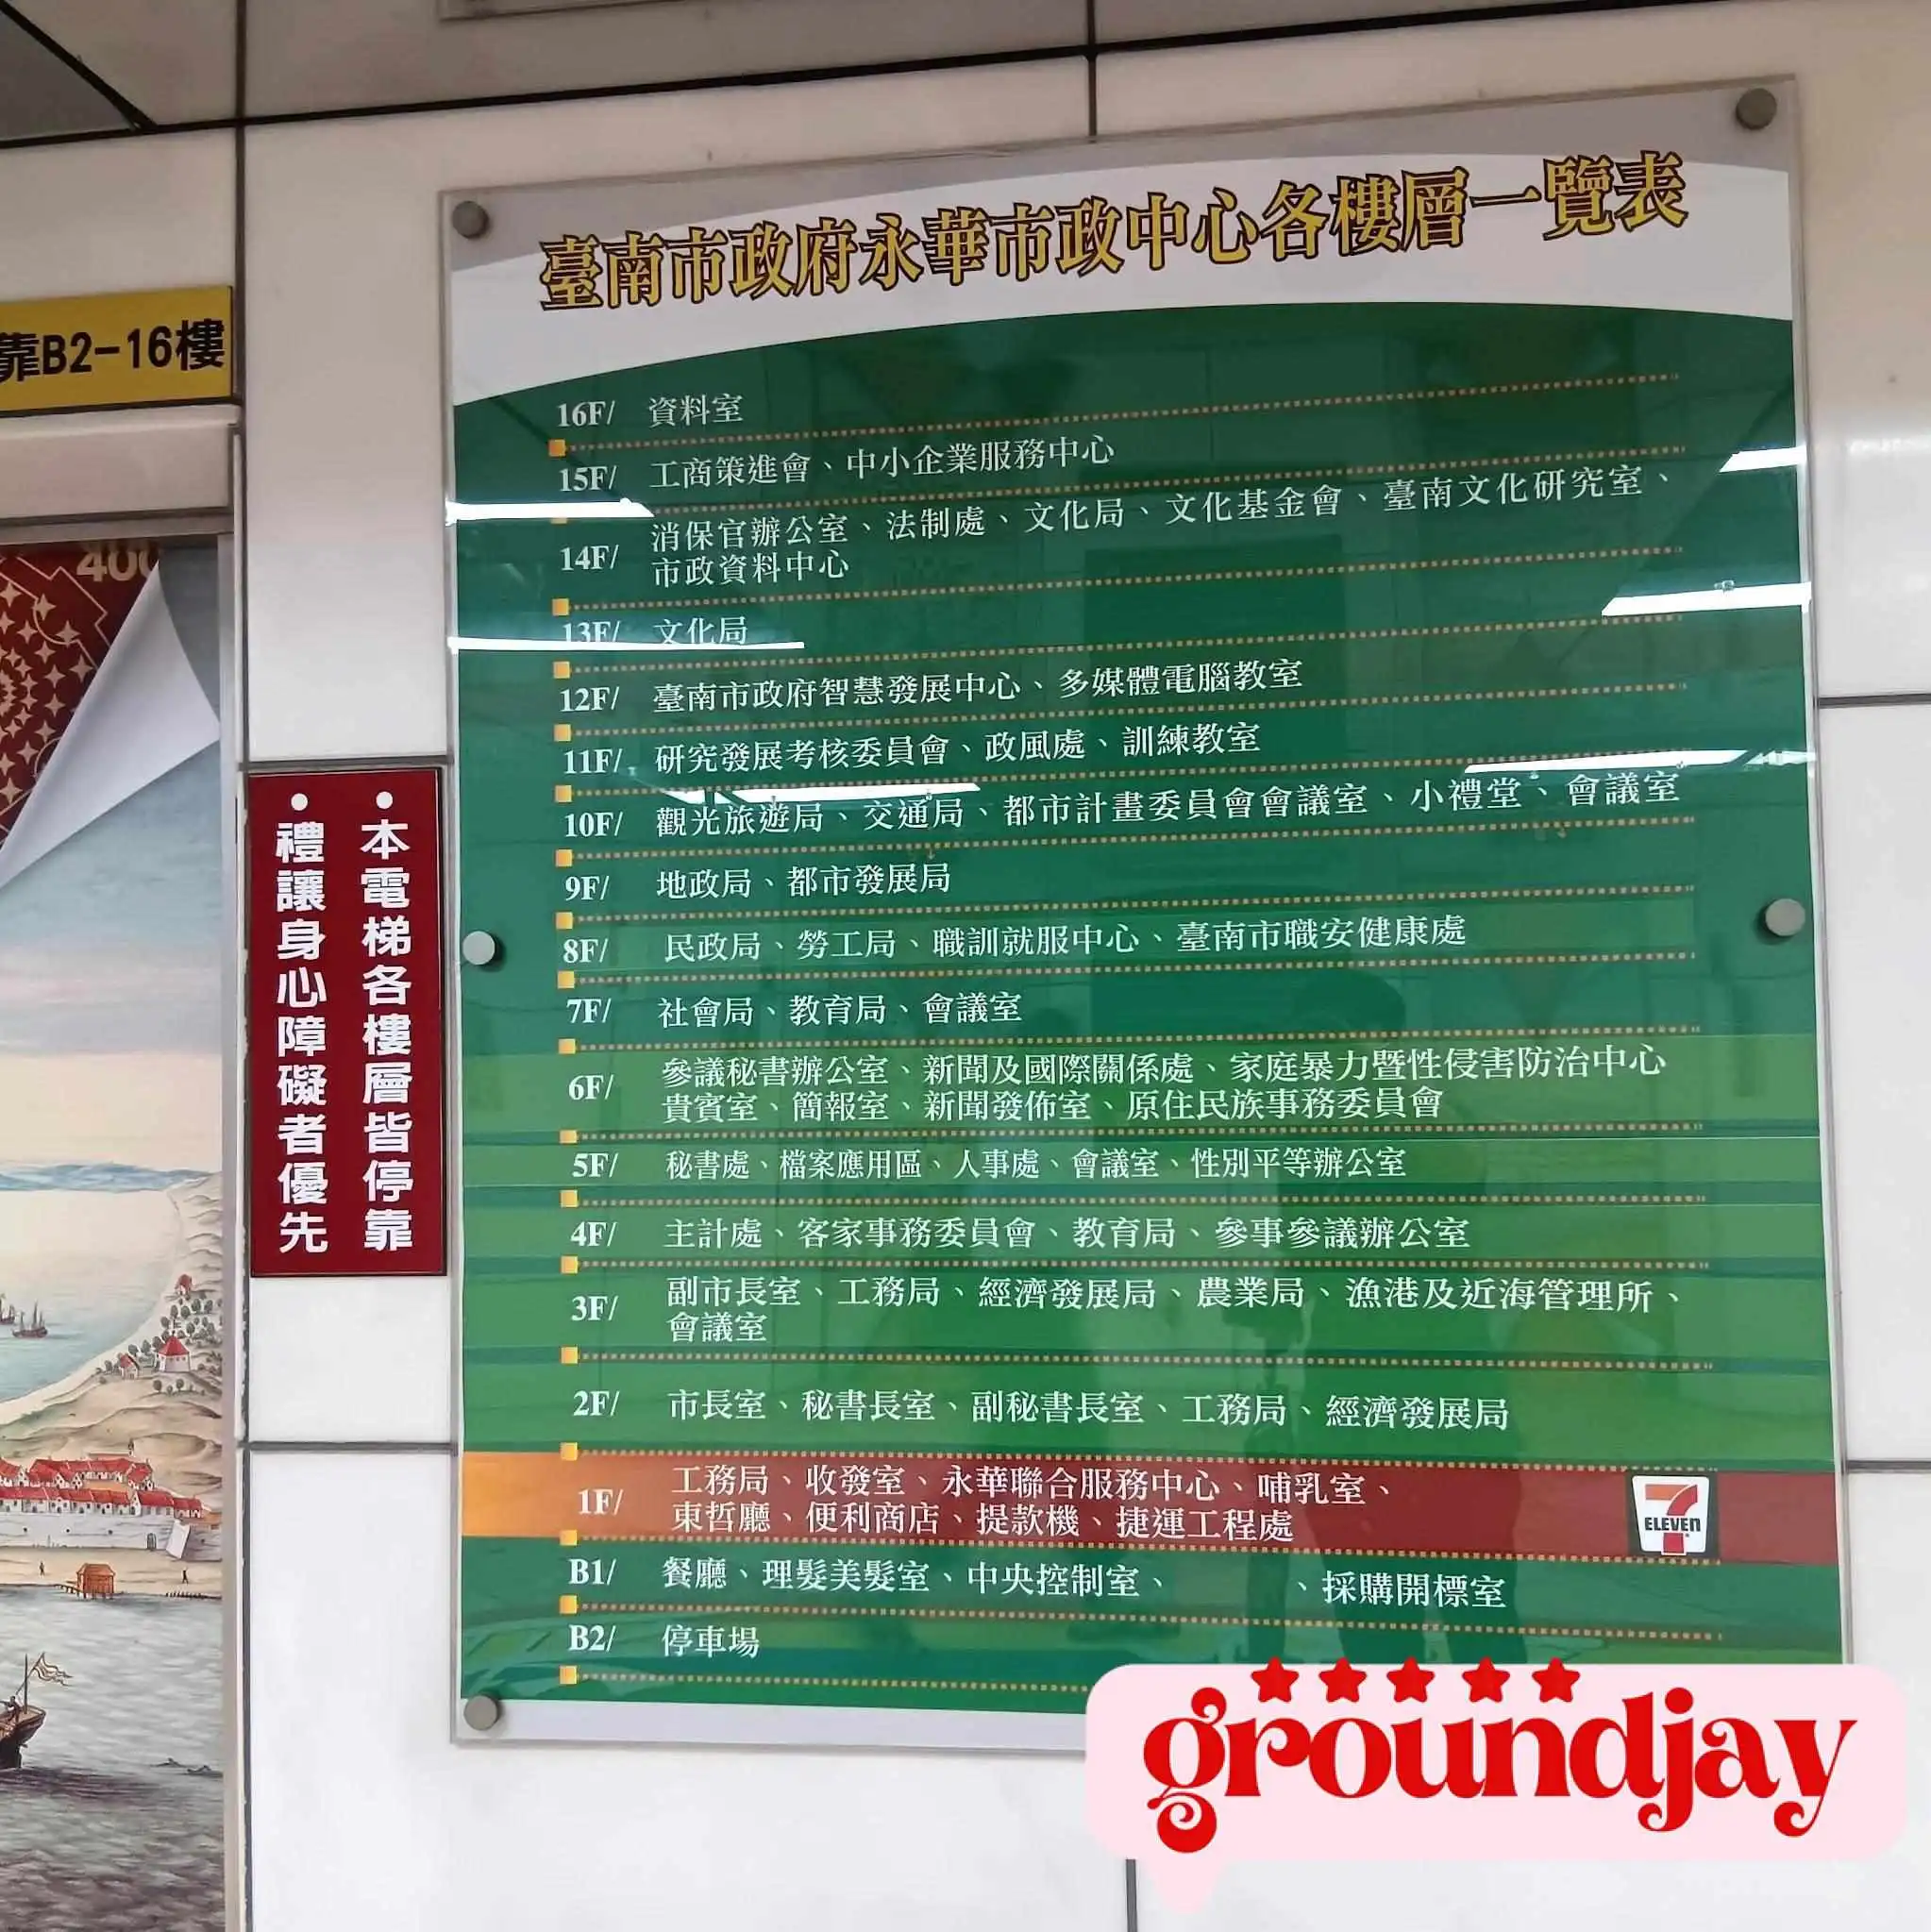 臺南市政府永華市政中心各樓層一覽表
靠B2-16樓
400
16F/ 資料室
15F/ 工商策進會、中小企業服務中心
14F/ 消保官辦公室、法制處、文化局、文化基金會、臺南文化研究室、
市政資料中心
13F/ 文化局
12F/ 臺南市政府智慧發展中心、多媒體電腦教室
11F/ 研究發展考核委員會、政風處、訓練教室
10F/ 觀光旅遊局、交通局、都市計畫委員會會議室、小禮堂、會議室
9F/ 地政局、都市發展局
8F/ 民政局、勞工局、職訓就服中心、臺南市職安健康處
7F/ 社會局、教育局、會議室
6F/ 參議秘書辦公室、新聞及國際關係處、家庭暴力暨性侵害防治中心
貴賓室、簡報室、新聞發佈室、原住民族事務委員會
5F/ 秘書處、檔案應用區、人事處、會議室、性別平等辦公室
4F/ 主計處、客家事務委員會、教育局、參事參議辦公室
3F/ 副市長室、工務局、經濟發展局、農業局、漁港及近海管理所、
會議室
2F/ 市長室、秘書長室、副秘書長室、工務局、經濟發展局
1F/ 工務局、收發室、永華聯合服務中心、哺乳室、
東哲廳、便利商店、提款機、捷運工程處
7 ELEVEN
B1/ 餐廳、理髮美髮室、中央控制室、 、採購開標室
B2/ 停車場
●本電梯各樓層皆停靠
●禮讓身心障礙者優先
groundjay